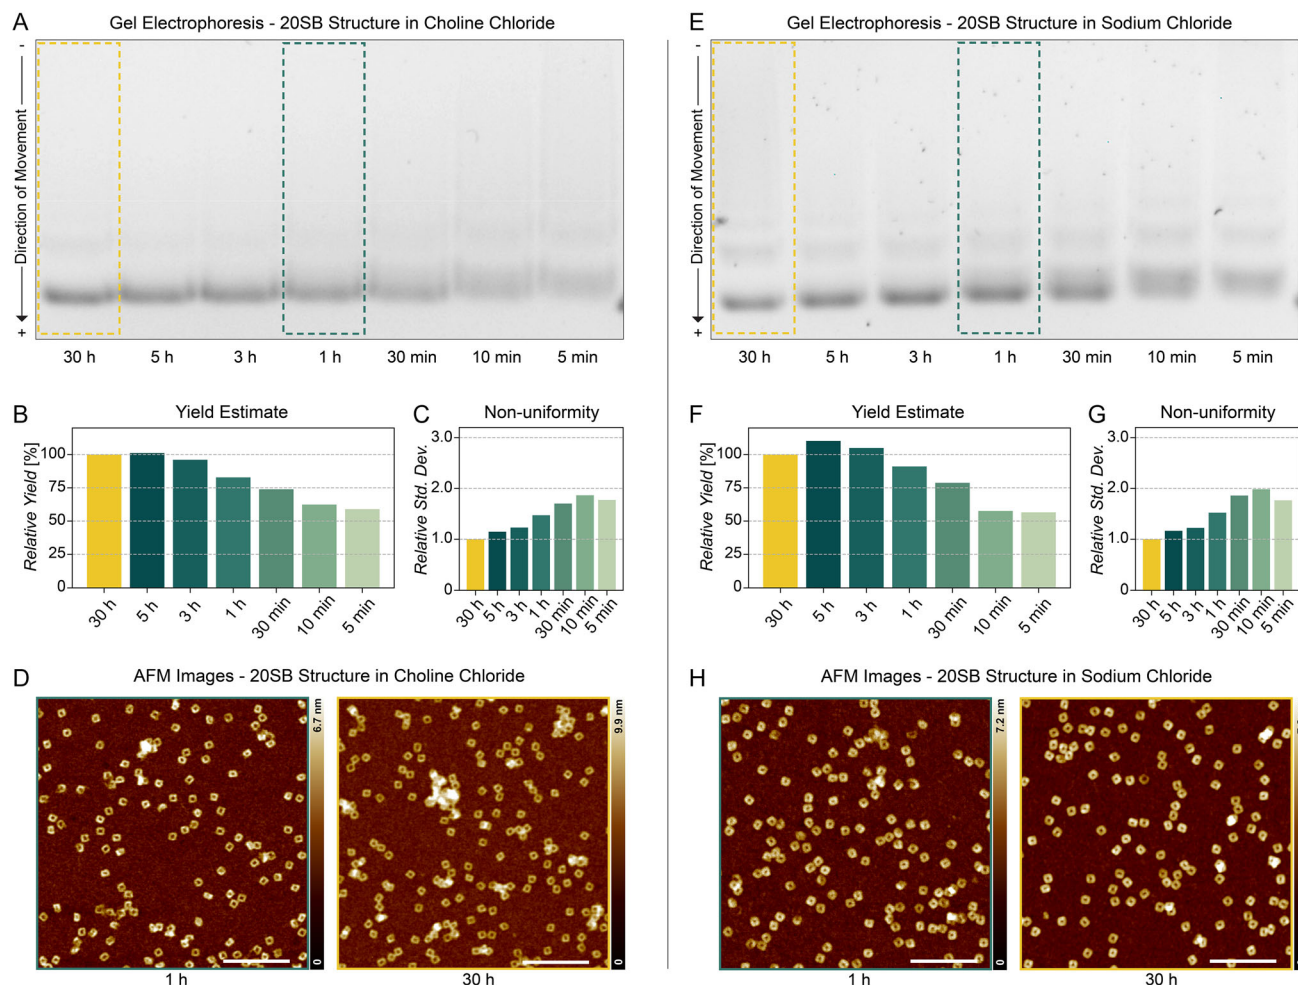 A
Gel Electrophoresis - 20SB Structure in Choline Chloride
-
Direction of Movement
+
30 h
5 h
3 h
1 h
30 min
10 min
5 min
B
Yield Estimate
Relative Yield [%]
100
75
50
25
0
30 h
5 h
3 h
1 h
30 min
10 min
5 min
C
Non-uniformity
Relative Std. Dev.
3.0
2.0
1.0
0
30 h
5 h
3 h
1 h
30 min
10 min
5 min
D
AFM Images - 20SB Structure in Choline Chloride
6.7 nm
0
1 h
9.9 nm
0
30 h
E
Gel Electrophoresis - 20SB Structure in Sodium Chloride
-
Direction of Movement
+
30 h
5 h
3 h
1 h
30 min
10 min
5 min
F
Yield Estimate
Relative Yield [%]
100
75
50
25
0
30 h
5 h
3 h
1 h
30 min
10 min
5 min
G
Non-uniformity
Relative Std. Dev.
3.0
2.0
1.0
0
30 h
5 h
3 h
1 h
30 min
10 min
5 min
H
AFM Images - 20SB Structure in Sodium Chloride
7.2 nm
0
1 h
30 h